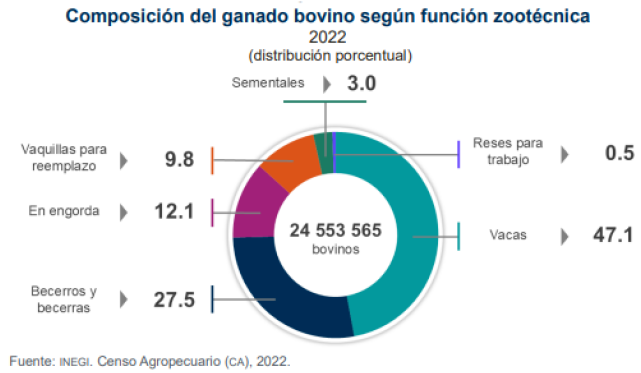 Composición del ganado bovino según función zootécnica
2022
(distribución porcentual)
Sementales 3.0
Vaquillas para
reemplazo 9.8
Reses para
trabajo 0.5
En engorda 12.1
24 553 565
bovinos
Vacas 47.1
Becerros y
becerras 27.5
Fuente: INEGI. Censo Agropecuario (CA), 2022.